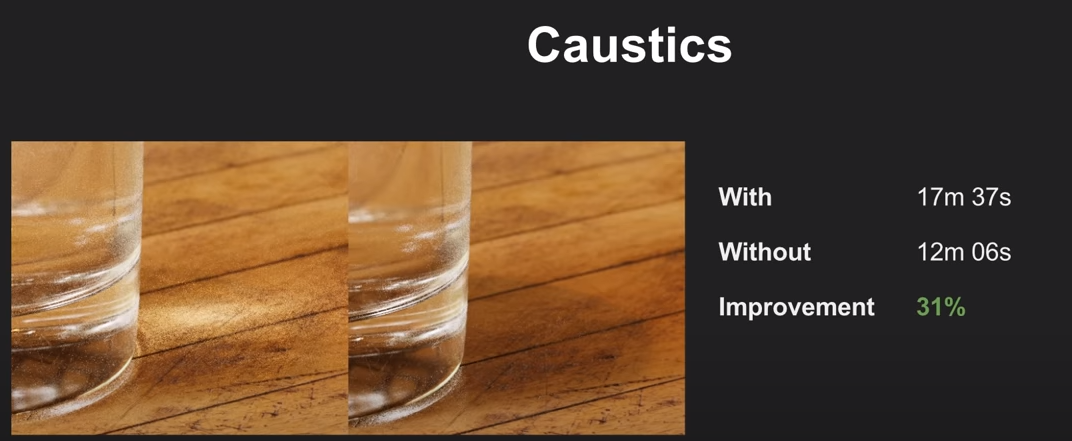 Caustics
With 17m 37s
Without 12m 06s
Improvement 31%